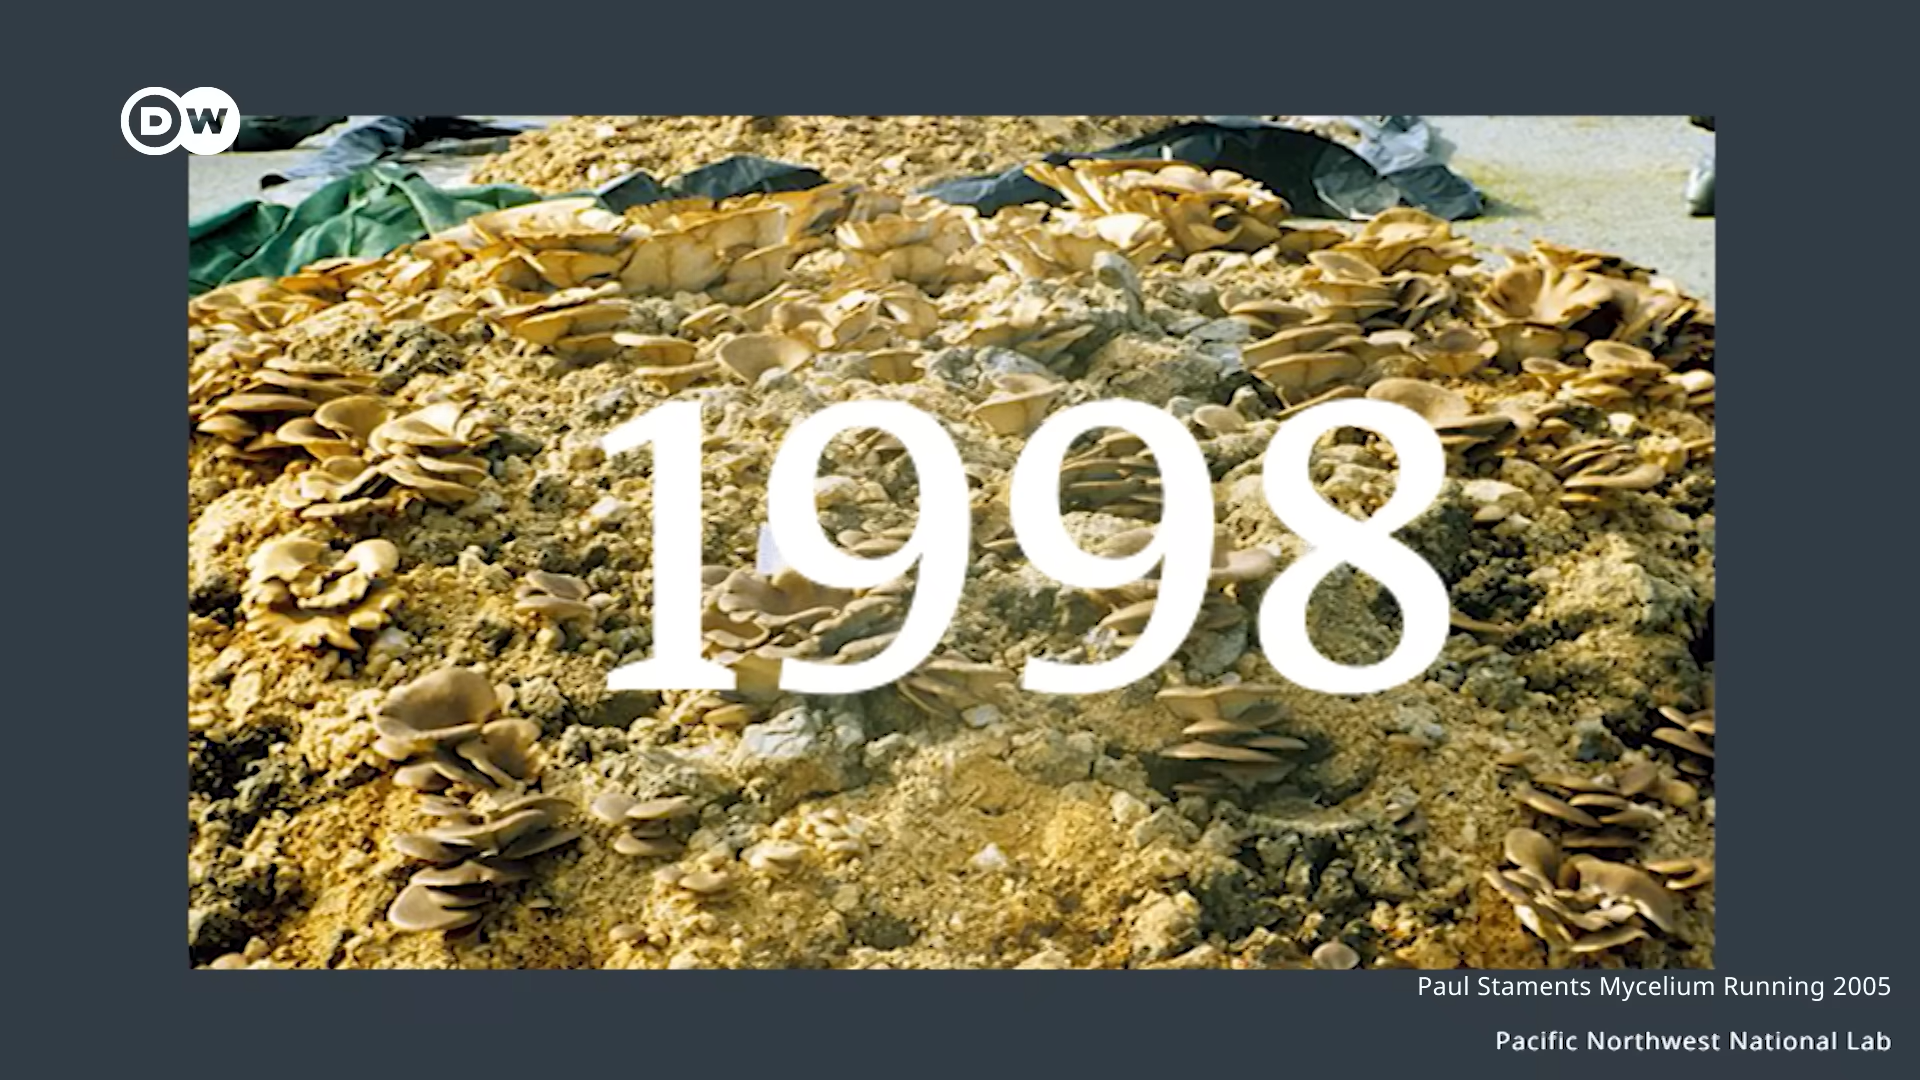 DW
1998
Paul Staments Mycelium Running 2005
Pacific Northwest National Lab